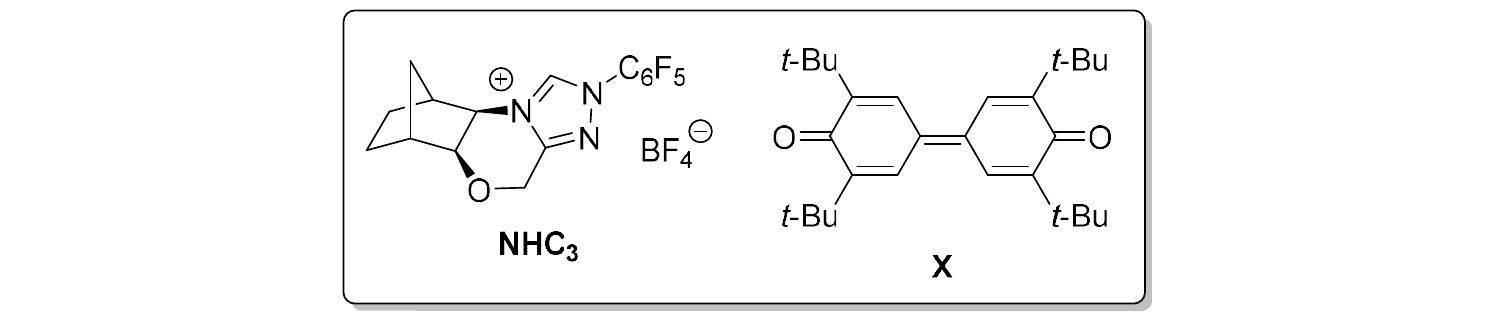 t-Bu t-Bu
⊕ N N C₆F₅
N
BF₄⊖
O O
O
t-Bu t-Bu
NHC₃
X